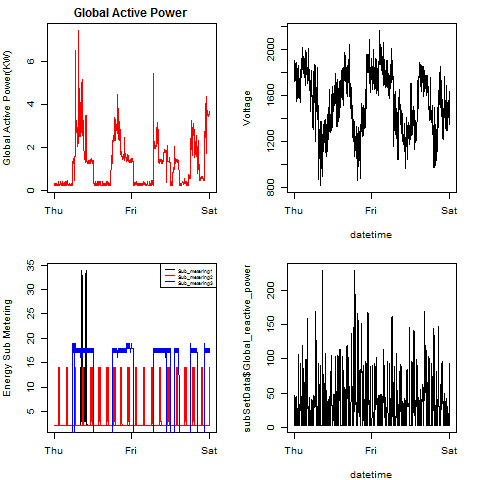 Global Active Power
Global Active Power(KW)
6
4
2
0
Thu
Fri
Sat
Voltage
2000
1600
1200
800
Thu
Fri
Sat
datetime
Energy Sub Metering
35
30
25
20
15
10
5
Sub_metering1
Sub_metering2
Sub_metering3
Thu
Fri
Sat
subSetData$Global_reactive_power
200
150
100
50
0
Thu
Fri
Sat
datetime